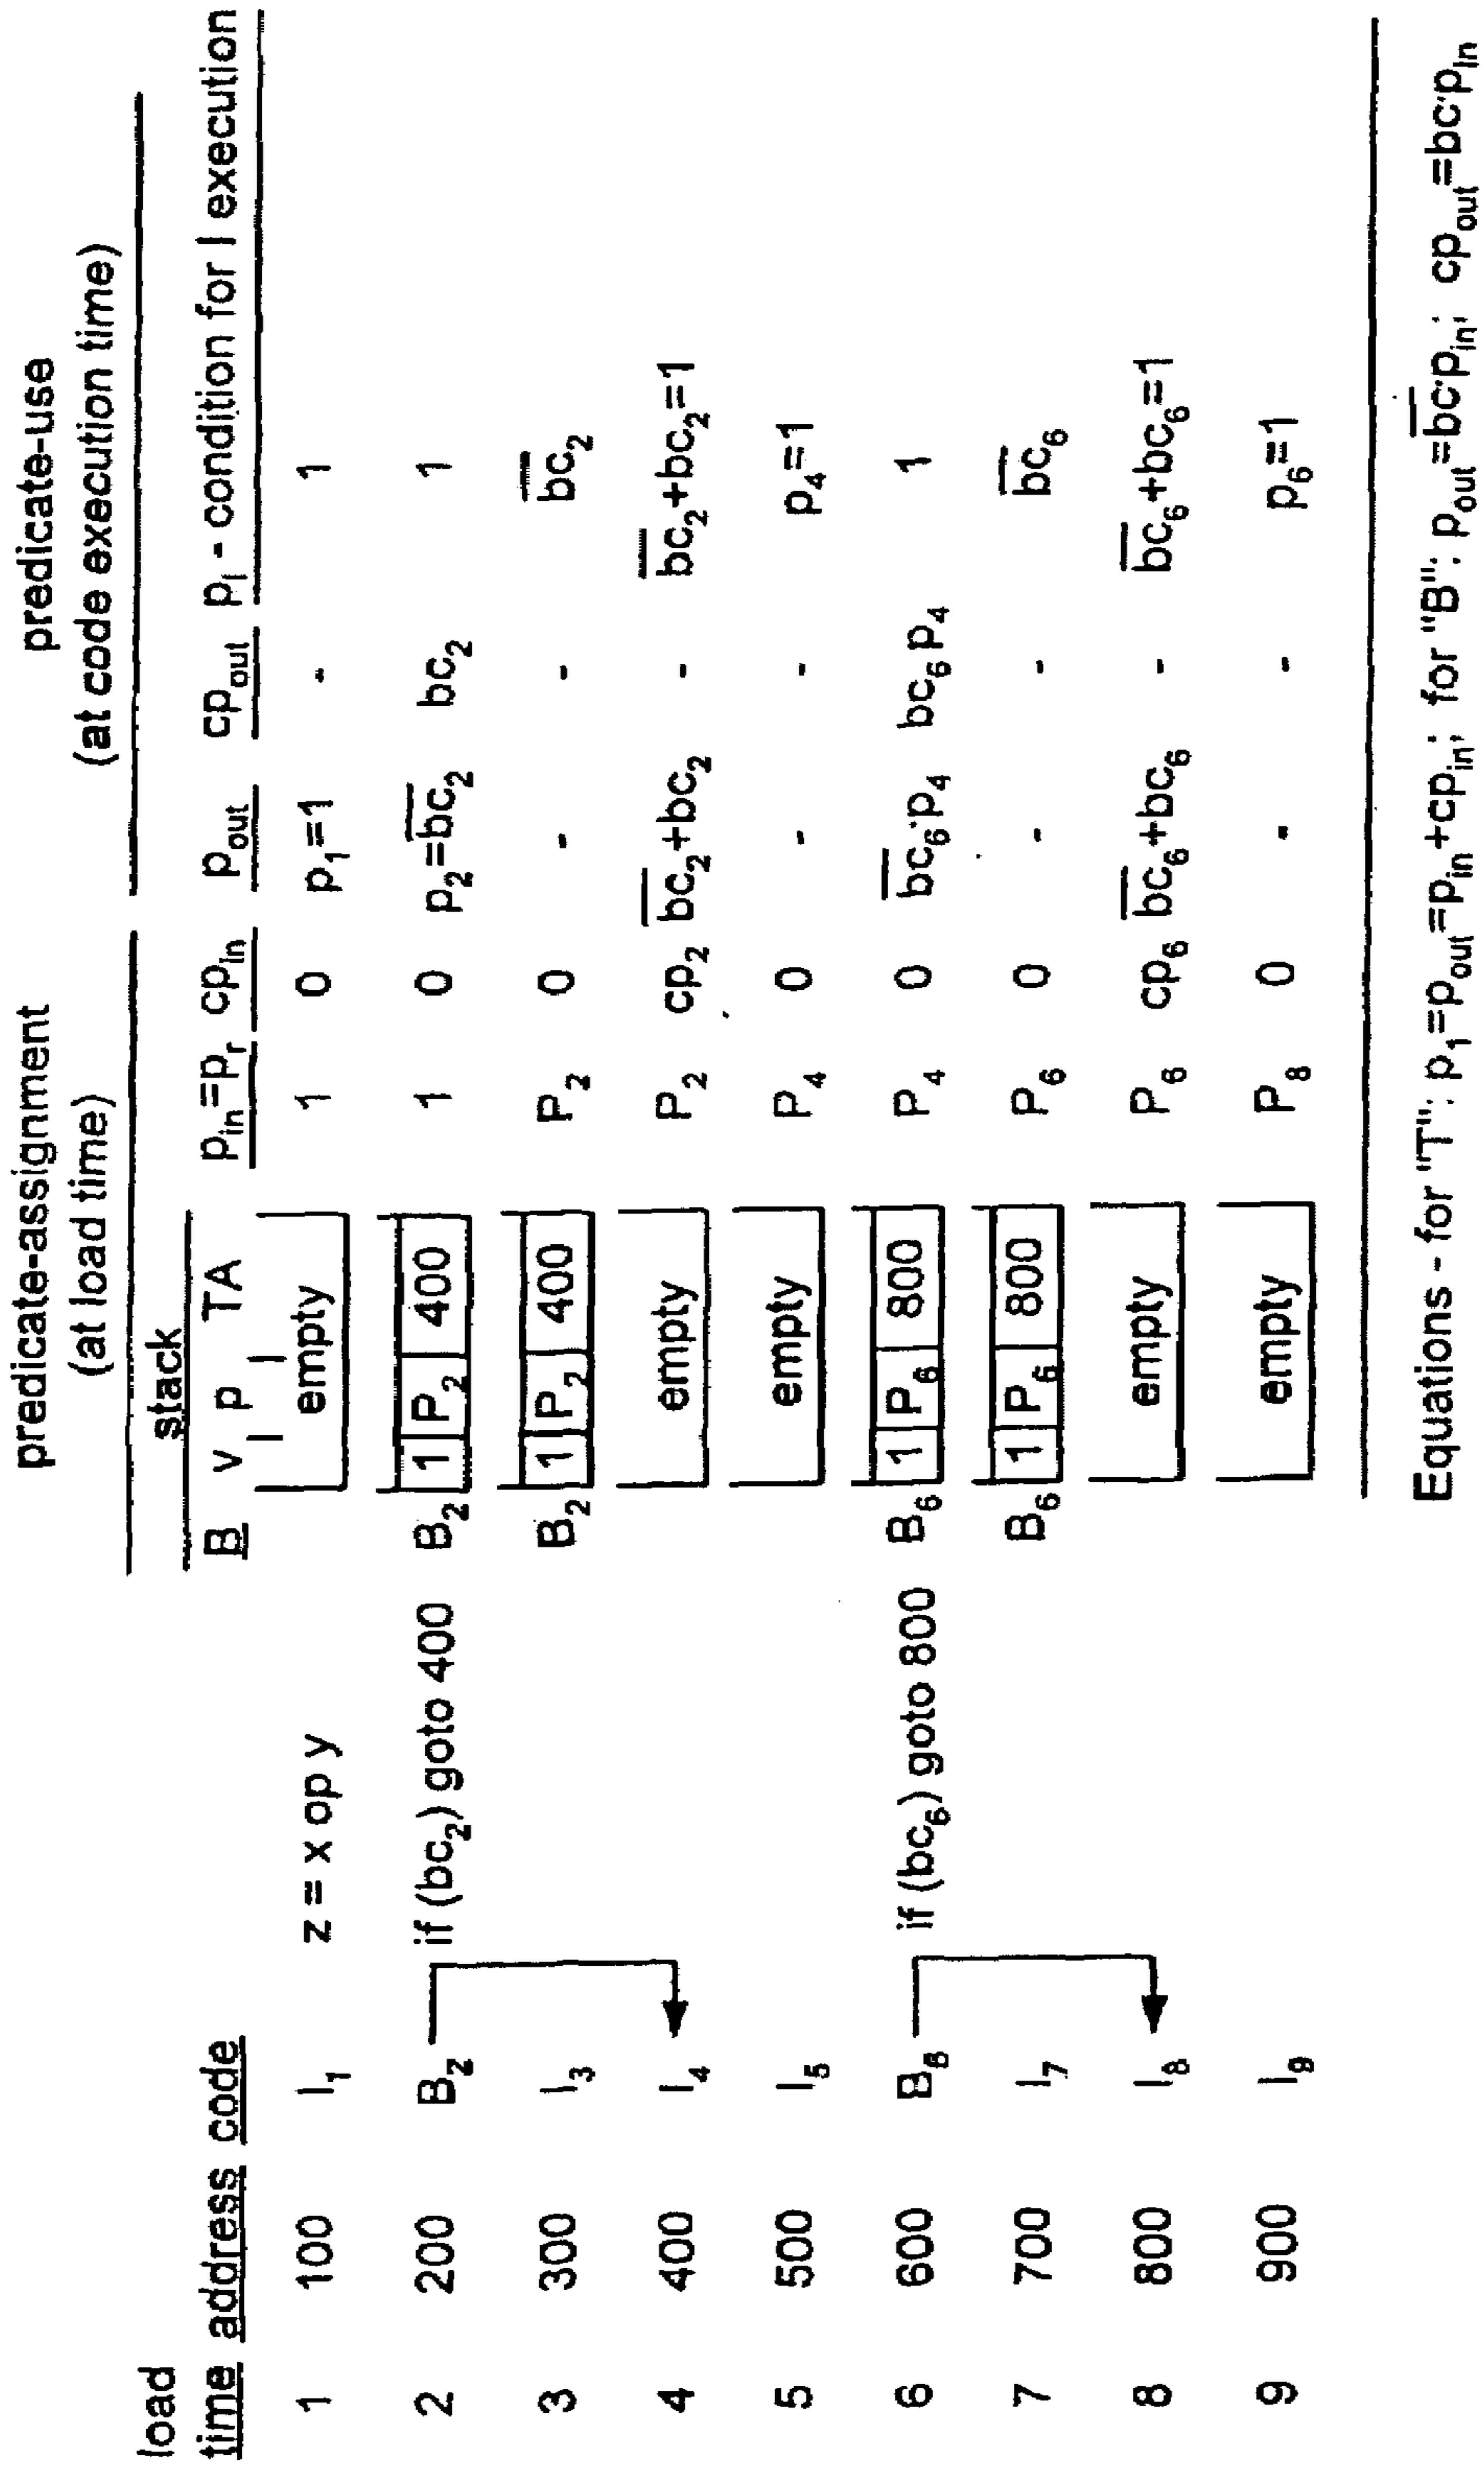 predicate-assignment predicate-use
(at load time) (at code execution time)
load stack
time address code B v p TA p_in=p_r cp_in p_out cp_out p_I - condition for I execution
1 100 I_1 z = x op y empty 1 0 p_1=1 - 1
2 200 B_2 if (bc_2) goto 400 B_2 1 P_2 400 1 0 p_2=b̅c̅_2 bc_2 1
3 300 I_3 B_2 1 P_2 400 P_2 0 - - b̅c_2
4 400 I_4 empty P_2 cp_2 b̅c_2+bc_2 - b̅c_2+bc_2=1
5 500 I_5 empty P_4 0 - - p_4=1
6 600 B_6 if (bc_6) goto 800 B_6 1 P_6 800 P_4 0 b̅c_6·p_4 bc_6·p_4 1
7 700 I_7 B_6 1 P_6 800 P_6 0 - - b̅c_6
8 800 I_8 empty P_6 cp_6 b̅c_6+bc_6 - b̅c_6+bc_6=1
9 900 I_9 empty P_8 0 - - p_6=1
Equations - for "T": p_1=p_out=p_in+cp_in; for "B": p_out=b̅c·p_in; cp_out=bc·p_in